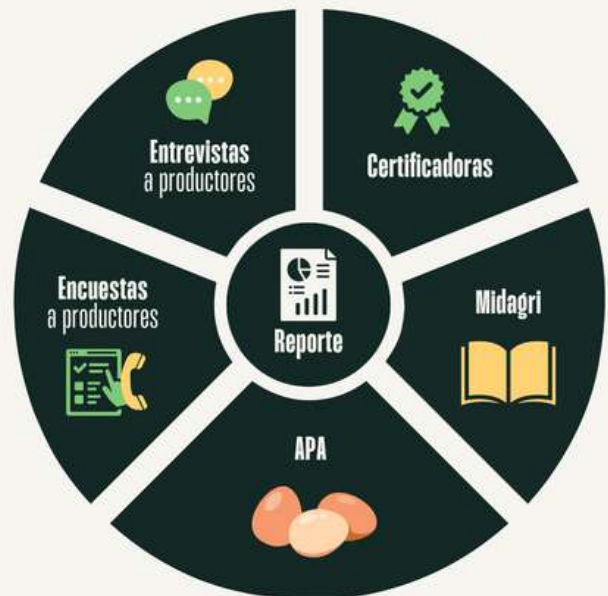 Entrevistas
a productores
Certificadoras
Encuestas
a productores
Reporte
Midagri
APA